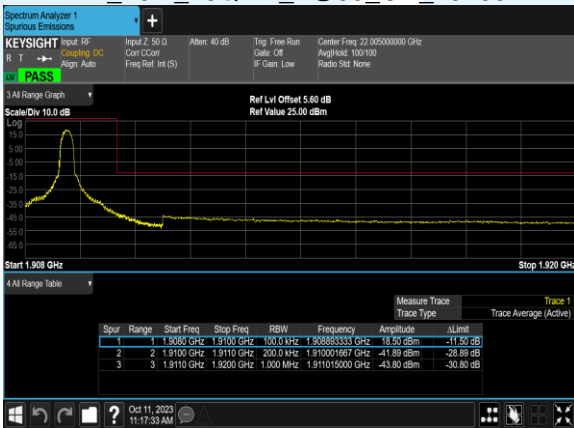 Spectrum Analyzer 1
Spurious Emissions
KEYSIGHT Input: RF Input Z: 50 Ω Atten: 40 dB Trig: Free Run Center Freq: 22.005000000 GHz
R T Coupling: DC Corr CCorr Gate: Off Avg|Hold: 100/100
Align: Auto Freq Ref: Int (S) IF Gain: Low Radio Std: None
PASS
3 All Range Graph
Ref Lvl Offset 5.60 dB
Scale/Div 10.0 dB Ref Value 25.00 dBm
Log
15.0
5.00
-5.00
-15.0
-25.0
-35.0
-45.0
-55.0
-65.0
Start 1.908 GHz Stop 1.920 GHz
4 All Range Table
Measure Trace Trace 1
Trace Type Trace Average (Active)
Spur Range Start Freq Stop Freq RBW Frequency Amplitude ΔLimit
1 1 1.9080 GHz 1.9100 GHz 100.0 kHz 1.908893333 GHz 18.50 dBm -11.50 dB
2 2 1.9100 GHz 1.9110 GHz 200.0 kHz 1.910001667 GHz -41.89 dBm -28.89 dB
3 3 1.9110 GHz 1.9200 GHz 1.000 MHz 1.911015000 GHz -43.80 dBm -30.80 dB
Oct 11, 2023
11:17:33 AM